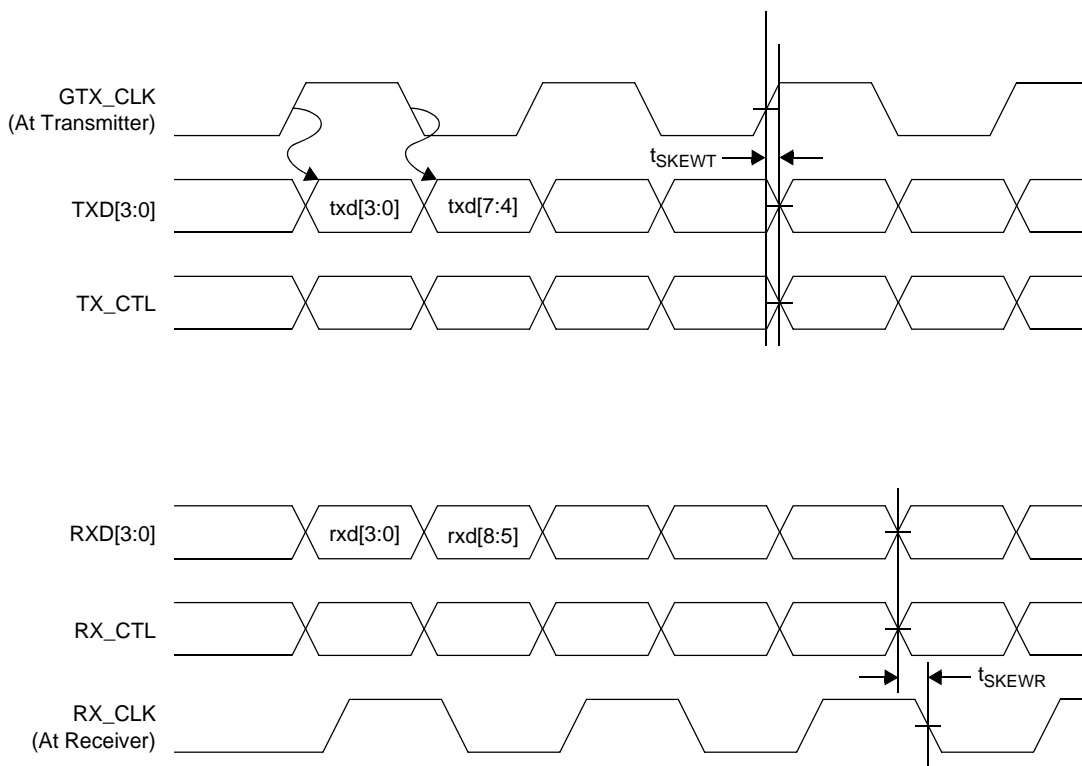 GTX_CLK
(At Transmitter)
tSKEWT
TXD[3:0]
txd[3:0]
txd[7:4]
TX_CTL
RXD[3:0]
rxd[3:0]
rxd[8:5]
RX_CTL
tSKEWR
RX_CLK
(At Receiver)